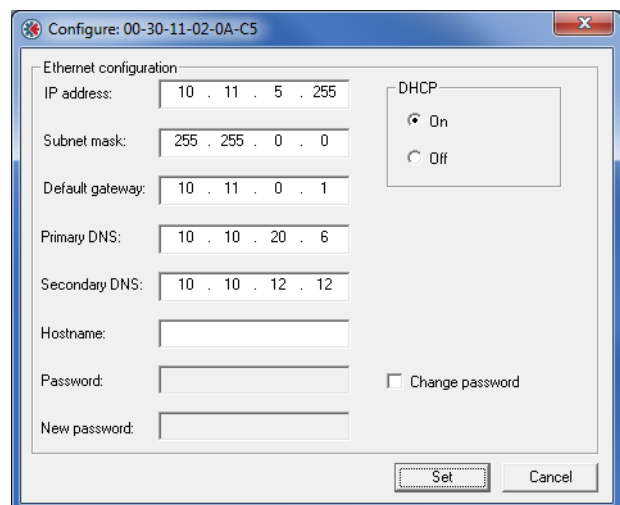 Configure: 00-30-11-02-0A-C5
Ethernet configuration
IP address: 10 . 11 . 5 . 255
DHCP
On
Subnet mask: 255 . 255 . 0 . 0
Off
Default gateway: 10 . 11 . 0 . 1
Primary DNS: 10 . 10 . 20 . 6
Secondary DNS: 10 . 10 . 12 . 12
Hostname:
Password:
Change password
New password:
Set
Cancel